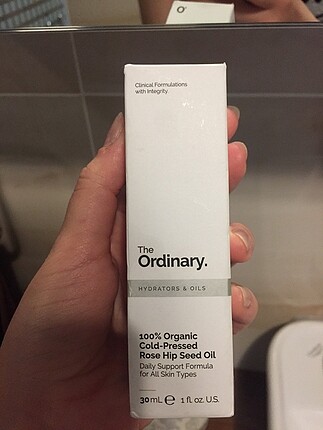 Clinical Formulations
with Integrity.
The
Ordinary.
HYDRATORS & OILS
100% Organic
Cold-Pressed
Rose Hip Seed Oil
Daily Support Formula
for All Skin Types
30mL ℮ 1 fl. oz. U.S.